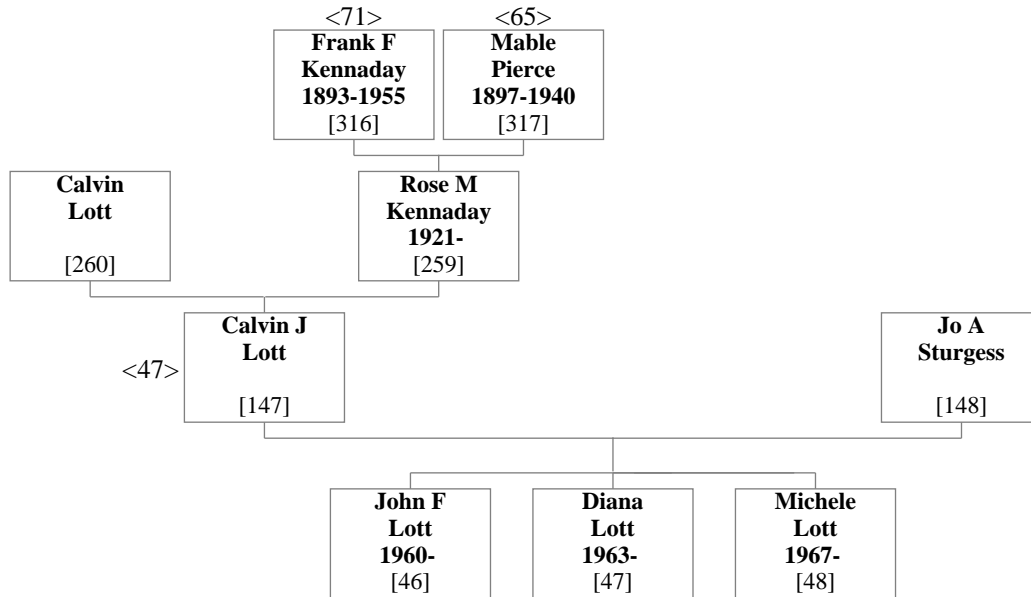 <71>
<65>
Frank F
Kennaday
1893-1955
[316]
Mable
Pierce
1897-1940
[317]
Calvin
Lott
[260]
Rose M
Kennaday
1921-
[259]
<47>
Calvin J
Lott
[147]
Jo A
Sturgess
[148]
John F
Lott
1960-
[46]
Diana
Lott
1963-
[47]
Michele
Lott
1967-
[48]